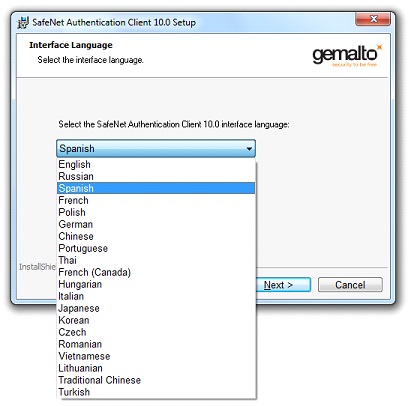 SafeNet Authentication Client 10.0 Setup
Interface Language
Select the interface language.
gemalto
security to be free
Select the SafeNet Authentication Client 10.0 interface language:
Spanish
English
Russian
Spanish
French
Polish
German
Chinese
Portuguese
Thai
French (Canada)
Hungarian
Italian
Japanese
Korean
Czech
Romanian
Vietnamese
Lithuanian
Traditional Chinese
Turkish
InstallShie
Next >
Cancel